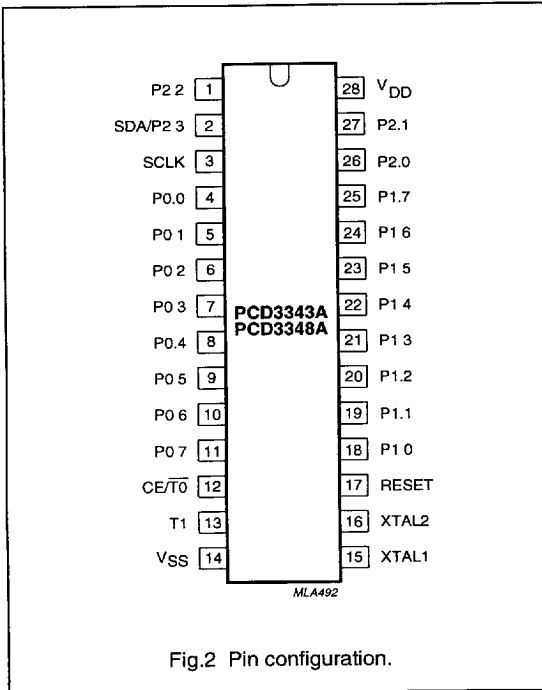 P2 2 1
SDA/P2 3 2
SCLK 3
P0.0 4
P0 1 5
P0 2 6
P0 3 7
P0.4 8
P0 5 9
P0 6 10
P0 7 11
CE/T̅0̅ 12
T1 13
VSS 14
PCD3343A
PCD3348A
28 VDD
27 P2.1
26 P2.0
25 P1.7
24 P1 6
23 P1 5
22 P1 4
21 P1 3
20 P1.2
19 P1.1
18 P1 0
17 RESET
16 XTAL2
15 XTAL1
MLA492
Fig.2 Pin configuration.